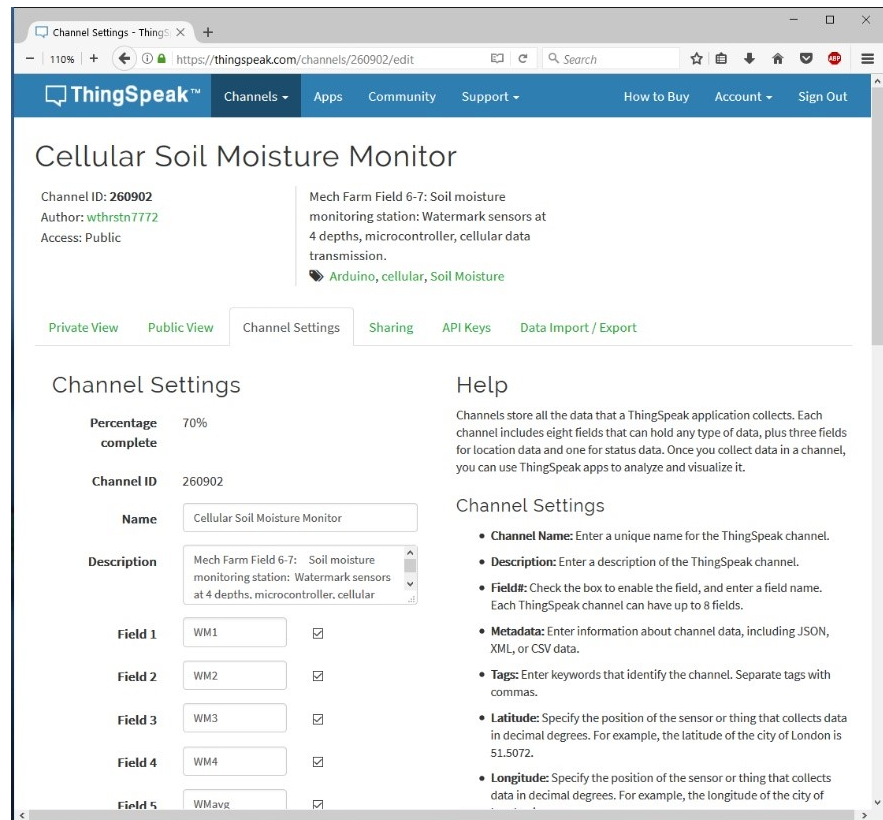 Channel Settings - ThingS
110%
https://thingspeak.com/channels/260902/edit
Search
ABP
ThingSpeak™
Channels
Apps
Community
Support
How to Buy
Account
Sign Out
Cellular Soil Moisture Monitor
Channel ID: 260902
Author: wthrstn7772
Access: Public
Mech Farm Field 6-7: Soil moisture
monitoring station: Watermark sensors at
4 depths, microcontroller, cellular data
transmission.
Arduino, cellular, Soil Moisture
Private View
Public View
Channel Settings
Sharing
API Keys
Data Import / Export
Channel Settings
Percentage
complete
70%
Channel ID
260902
Name
Cellular Soil Moisture Monitor
Description
Mech Farm Field 6-7: Soil moisture
monitoring station: Watermark sensors
at 4 depths, microcontroller, cellular
Field 1
WM1
Field 2
WM2
Field 3
WM3
Field 4
WM4
Field 5
WMavg
Help
Channels store all the data that a ThingSpeak application collects. Each
channel includes eight fields that can hold any type of data, plus three fields
for location data and one for status data. Once you collect data in a channel,
you can use ThingSpeak apps to analyze and visualize it.
Channel Settings
Channel Name: Enter a unique name for the ThingSpeak channel.
Description: Enter a description of the ThingSpeak channel.
Field#: Check the box to enable the field, and enter a field name.
Each ThingSpeak channel can have up to 8 fields.
Metadata: Enter information about channel data, including JSON,
XML, or CSV data.
Tags: Enter keywords that identify the channel. Separate tags with
commas.
Latitude: Specify the position of the sensor or thing that collects data
in decimal degrees. For example, the latitude of the city of London is
51.5072.
Longitude: Specify the position of the sensor or thing that collects
data in decimal degrees. For example, the longitude of the city of